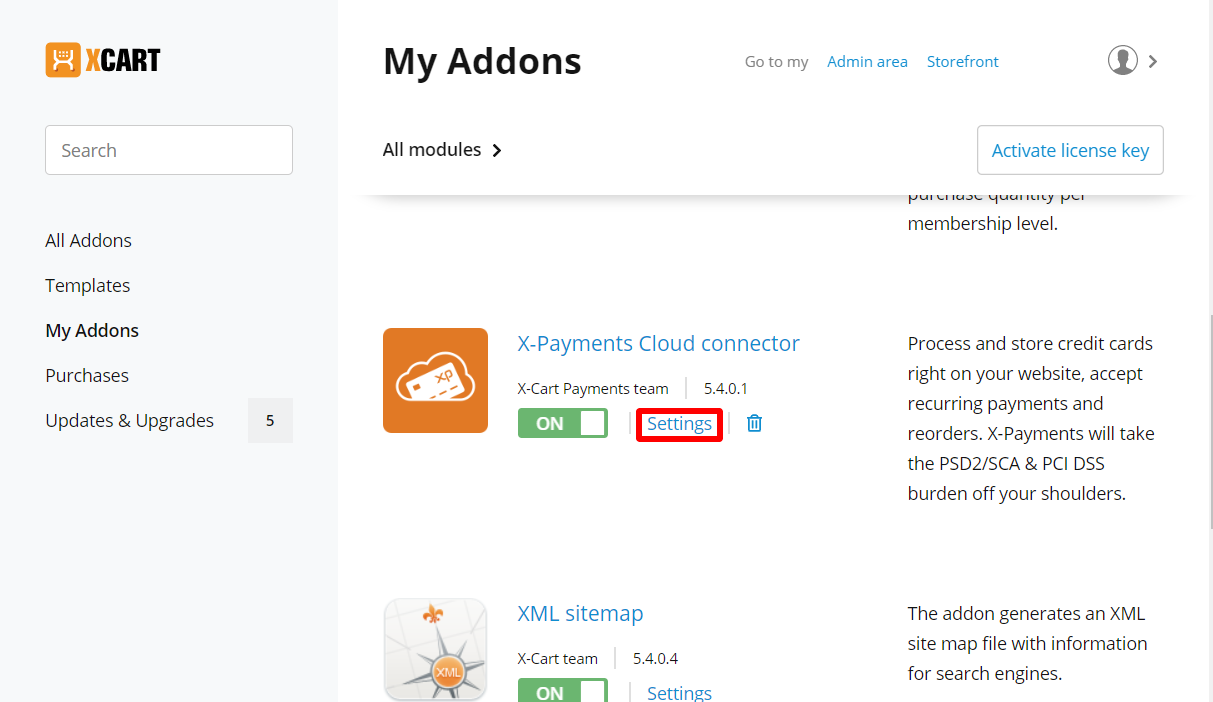 XCART
My Addons
Go to my Admin area Storefront
Search
All modules
Activate license key
All Addons
Templates
My Addons
Purchases
Updates & Upgrades 5
purchase quantity per
membership level.
X-Payments Cloud connector
X-Cart Payments team 5.4.0.1
ON Settings
Process and store credit cards
right on your website, accept
recurring payments and
reorders. X-Payments will take
the PSD2/SCA & PCI DSS
burden off your shoulders.
xp
XML sitemap
X-Cart team 5.4.0.4
ON Settings
The addon generates an XML
site map file with information
for search engines.
XML